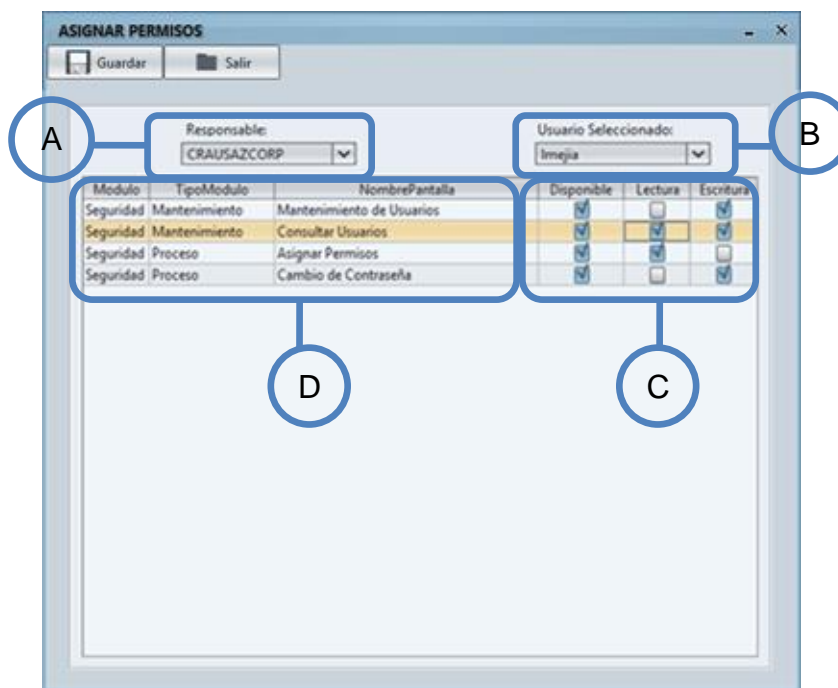 ASIGNAR PERMISOS
Guardar Salir
A Responsable: Usuario Seleccionado: B
CRAUSAZCORP lmejia
Modulo TipoModulo NombrePantalla Disponible Lectura Escritura
Seguridad Mantenimiento Mantenimiento de Usuarios
Seguridad Mantenimiento Consultar Usuarios
Seguridad Proceso Asignar Permisos
Seguridad Proceso Cambio de Contraseña
D C